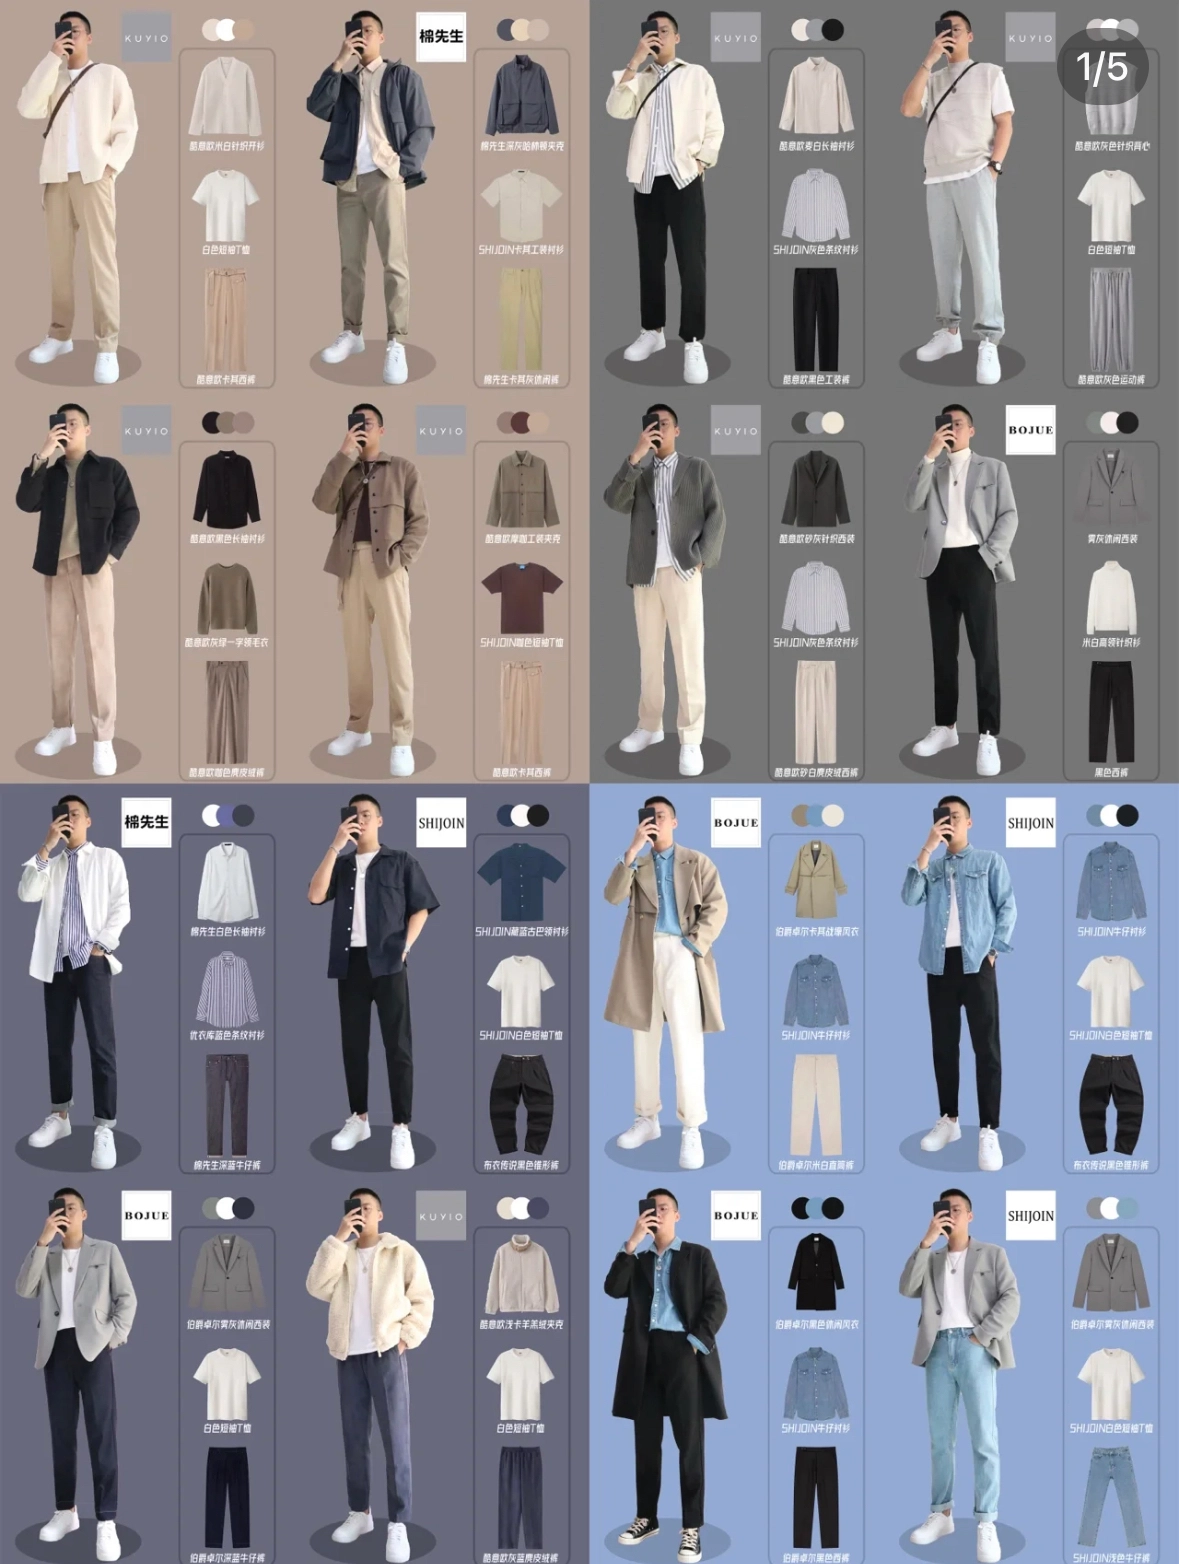 KUYIO
酷意欧米白针织开衫
白色短袖T恤
酷意欧卡其西裤
棉先生
棉先生深灰哈林顿夹克
SHIJOIN卡其工装衬衫
棉先生卡其灰休闲裤
KUYIO
酷意欧麦白长袖衬衫
SHIJOIN灰色条纹衬衫
酷意欧黑色工装裤
KUYIO
1/5
酷意欧灰色针织背心
白色短袖T恤
酷意欧灰色运动裤
KUYIO
酷意欧黑色长袖衬衫
酷意欧灰绿一字领毛衣
酷意欧咖色麂皮绒裤
KUYIO
酷意欧摩咖工装夹克
SHIJOIN咖色短袖T恤
酷意欧卡其西裤
KUYIO
酷意欧砂灰针织西装
SHIJOIN灰色条纹衬衫
酷意欧砂白麂皮绒西裤
BOJUE
雾灰休闲西装
米白高领针织衫
黑色西裤
棉先生
棉先生白色长袖衬衫
优衣库蓝色条纹衬衫
棉先生深蓝牛仔裤
SHIJOIN
SHIJOIN藏蓝古巴领衬衫
SHIJOIN白色短袖T恤
布衣传说黑色锥形裤
BOJUE
伯爵卓尔卡其战壕风衣
SHIJOIN牛仔衬衫
伯爵卓尔米白直筒裤
SHIJOIN
SHIJOIN牛仔衬衫
SHIJOIN白色短袖T恤
布衣传说黑色锥形裤
BOJUE
伯爵卓尔雾灰休闲西装
白色短袖T恤
伯爵卓尔深蓝牛仔裤
KUYIO
酷意欧浅卡羊羔绒夹克
白色短袖T恤
酷意欧灰蓝麂皮绒裤
BOJUE
伯爵卓尔黑色休闲风衣
SHIJOIN牛仔衬衫
伯爵卓尔黑色西裤
SHIJOIN
伯爵卓尔雾灰休闲西装
SHIJOIN白色短袖T恤
SHIJOIN浅色牛仔裤